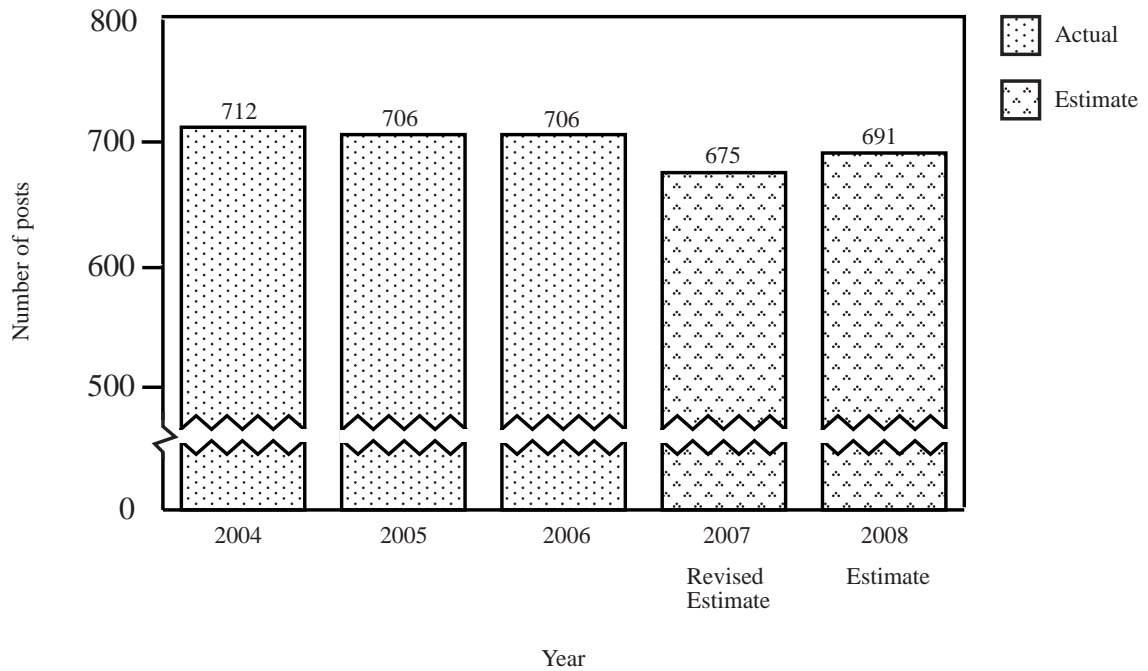 800
700
600
500
0
Number of posts
712
706
706
675
691
2004
2005
2006
2007
2008
Revised
Estimate
Estimate
Year
Actual
Estimate